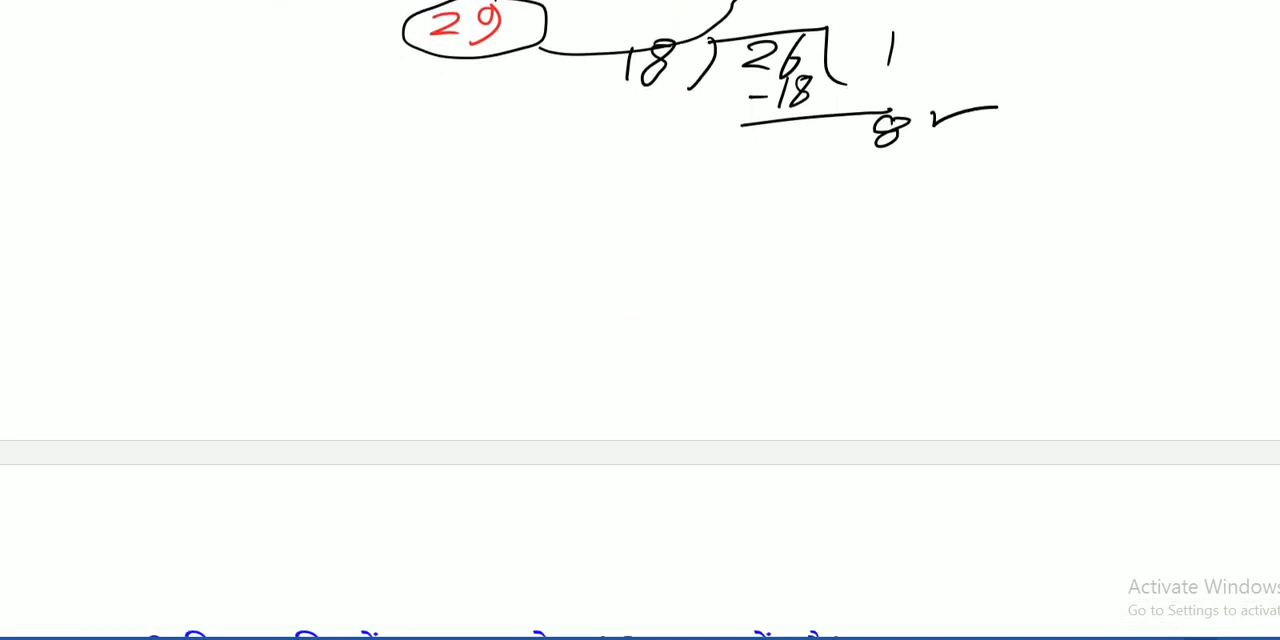 29
18 ) 26 ( 1
-18
8 ✓
Activate Windows
Go to Settings to activat